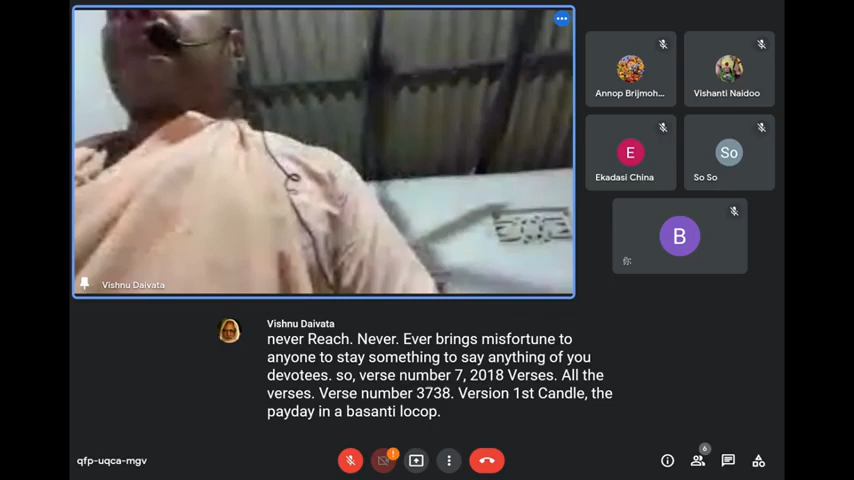 Vishnu Daivata
Annop Brijmoh...
Vishanti Naidoo
E
Ekadasi China
So
So So
B
你
Vishnu Daivata
never Reach. Never. Ever brings misfortune to
anyone to stay something to say anything of you
devotees. so, verse number 7, 2018 Verses. All the
verses. Verse number 3738. Version 1st Candle, the
payday in a basanti locop.
qfp-uqca-mgv
6